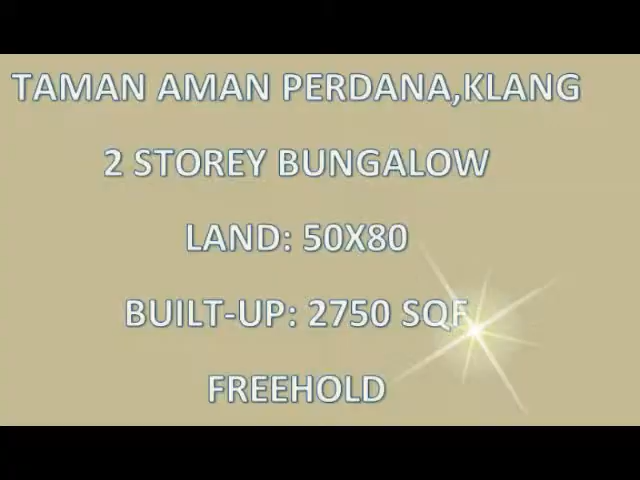 TAMAN AMAN PERDANA,KLANG
2 STOREY BUNGALOW
LAND: 50X80
BUILT-UP: 2750 SQF
FREEHOLD